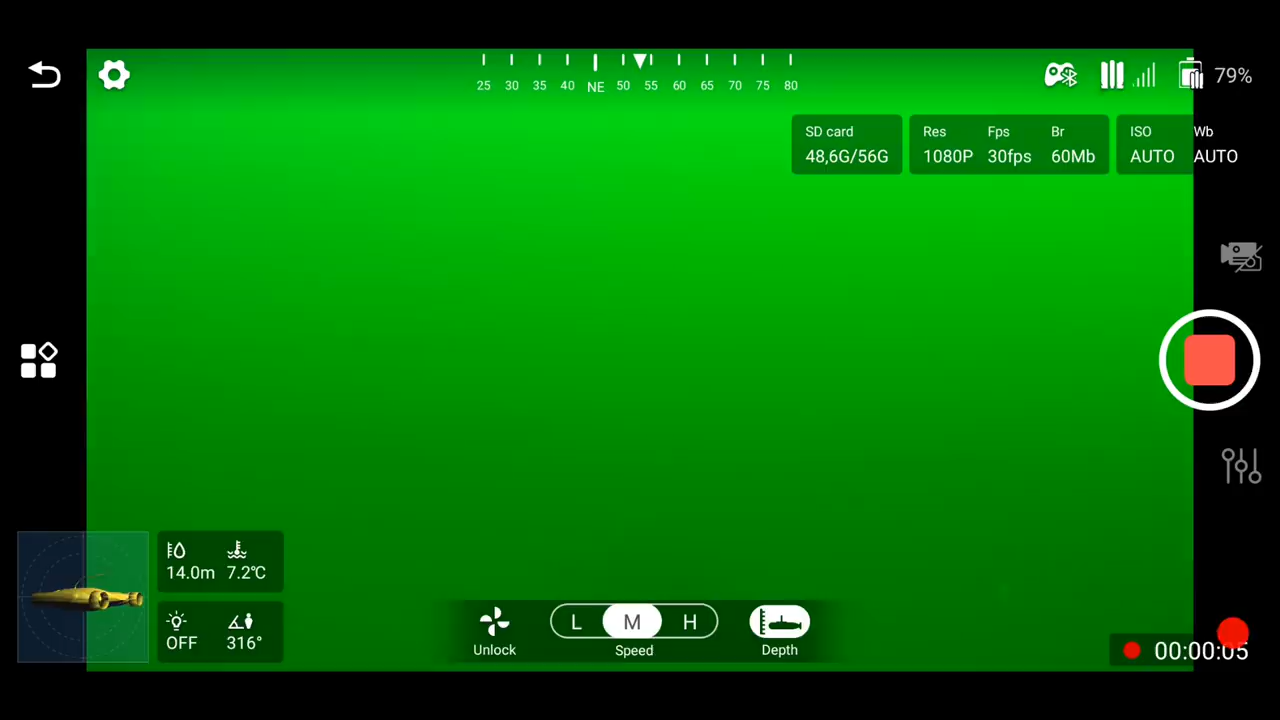 25 30 35 40 NE 50 55 60 65 70 75 80
79%
SD card Res Fps Br ISO Wb
48,6G/56G 1080P 30fps 60Mb AUTO AUTO
14.0m 7.2℃
OFF 316°
L M H
Unlock Speed Depth
00:00:05